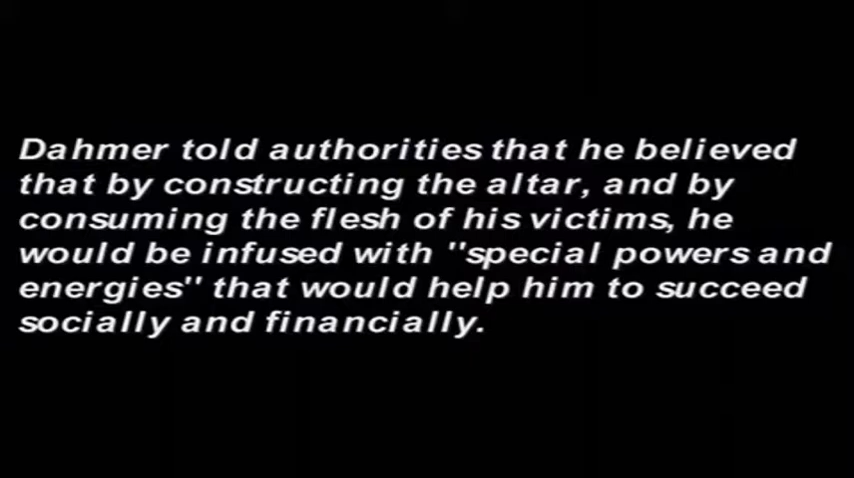 Dahmer told authorities that he believed
that by constructing the altar, and by
consuming the flesh of his victims, he
would be infused with "special powers and
energies" that would help him to succeed
socially and financially.